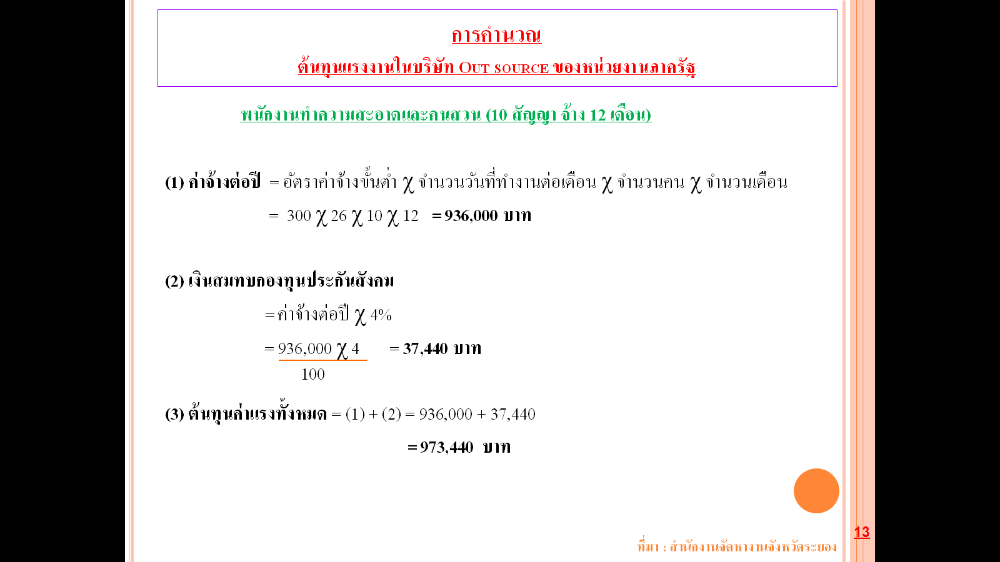 การคำนวณ
ต้นทุนแรงงานในบริษัท OUT SOURCE ของหน่วยงานภาครัฐ
พนักงานทำความสะอาดและคนสวน (10 สัญญา จ้าง 12 เดือน)
(1) ค่าจ้างต่อปี = อัตราค่าจ้างขั้นต่ำ χ จำนวนวันที่ทำงานต่อเดือน χ จำนวนคน χ จำนวนเดือน
= 300 χ 26 χ 10 χ 12 = 936,000 บาท
(2) เงินสมทบกองทุนประกันสังคม
= ค่าจ้างต่อปี χ 4%
= 936,000 χ 4 = 37,440 บาท
100
(3) ต้นทุนค่าแรงทั้งหมด = (1) + (2) = 936,000 + 37,440
= 973,440 บาท
13
ที่มา : สำนักงานจัดหางานจังหวัดระยอง